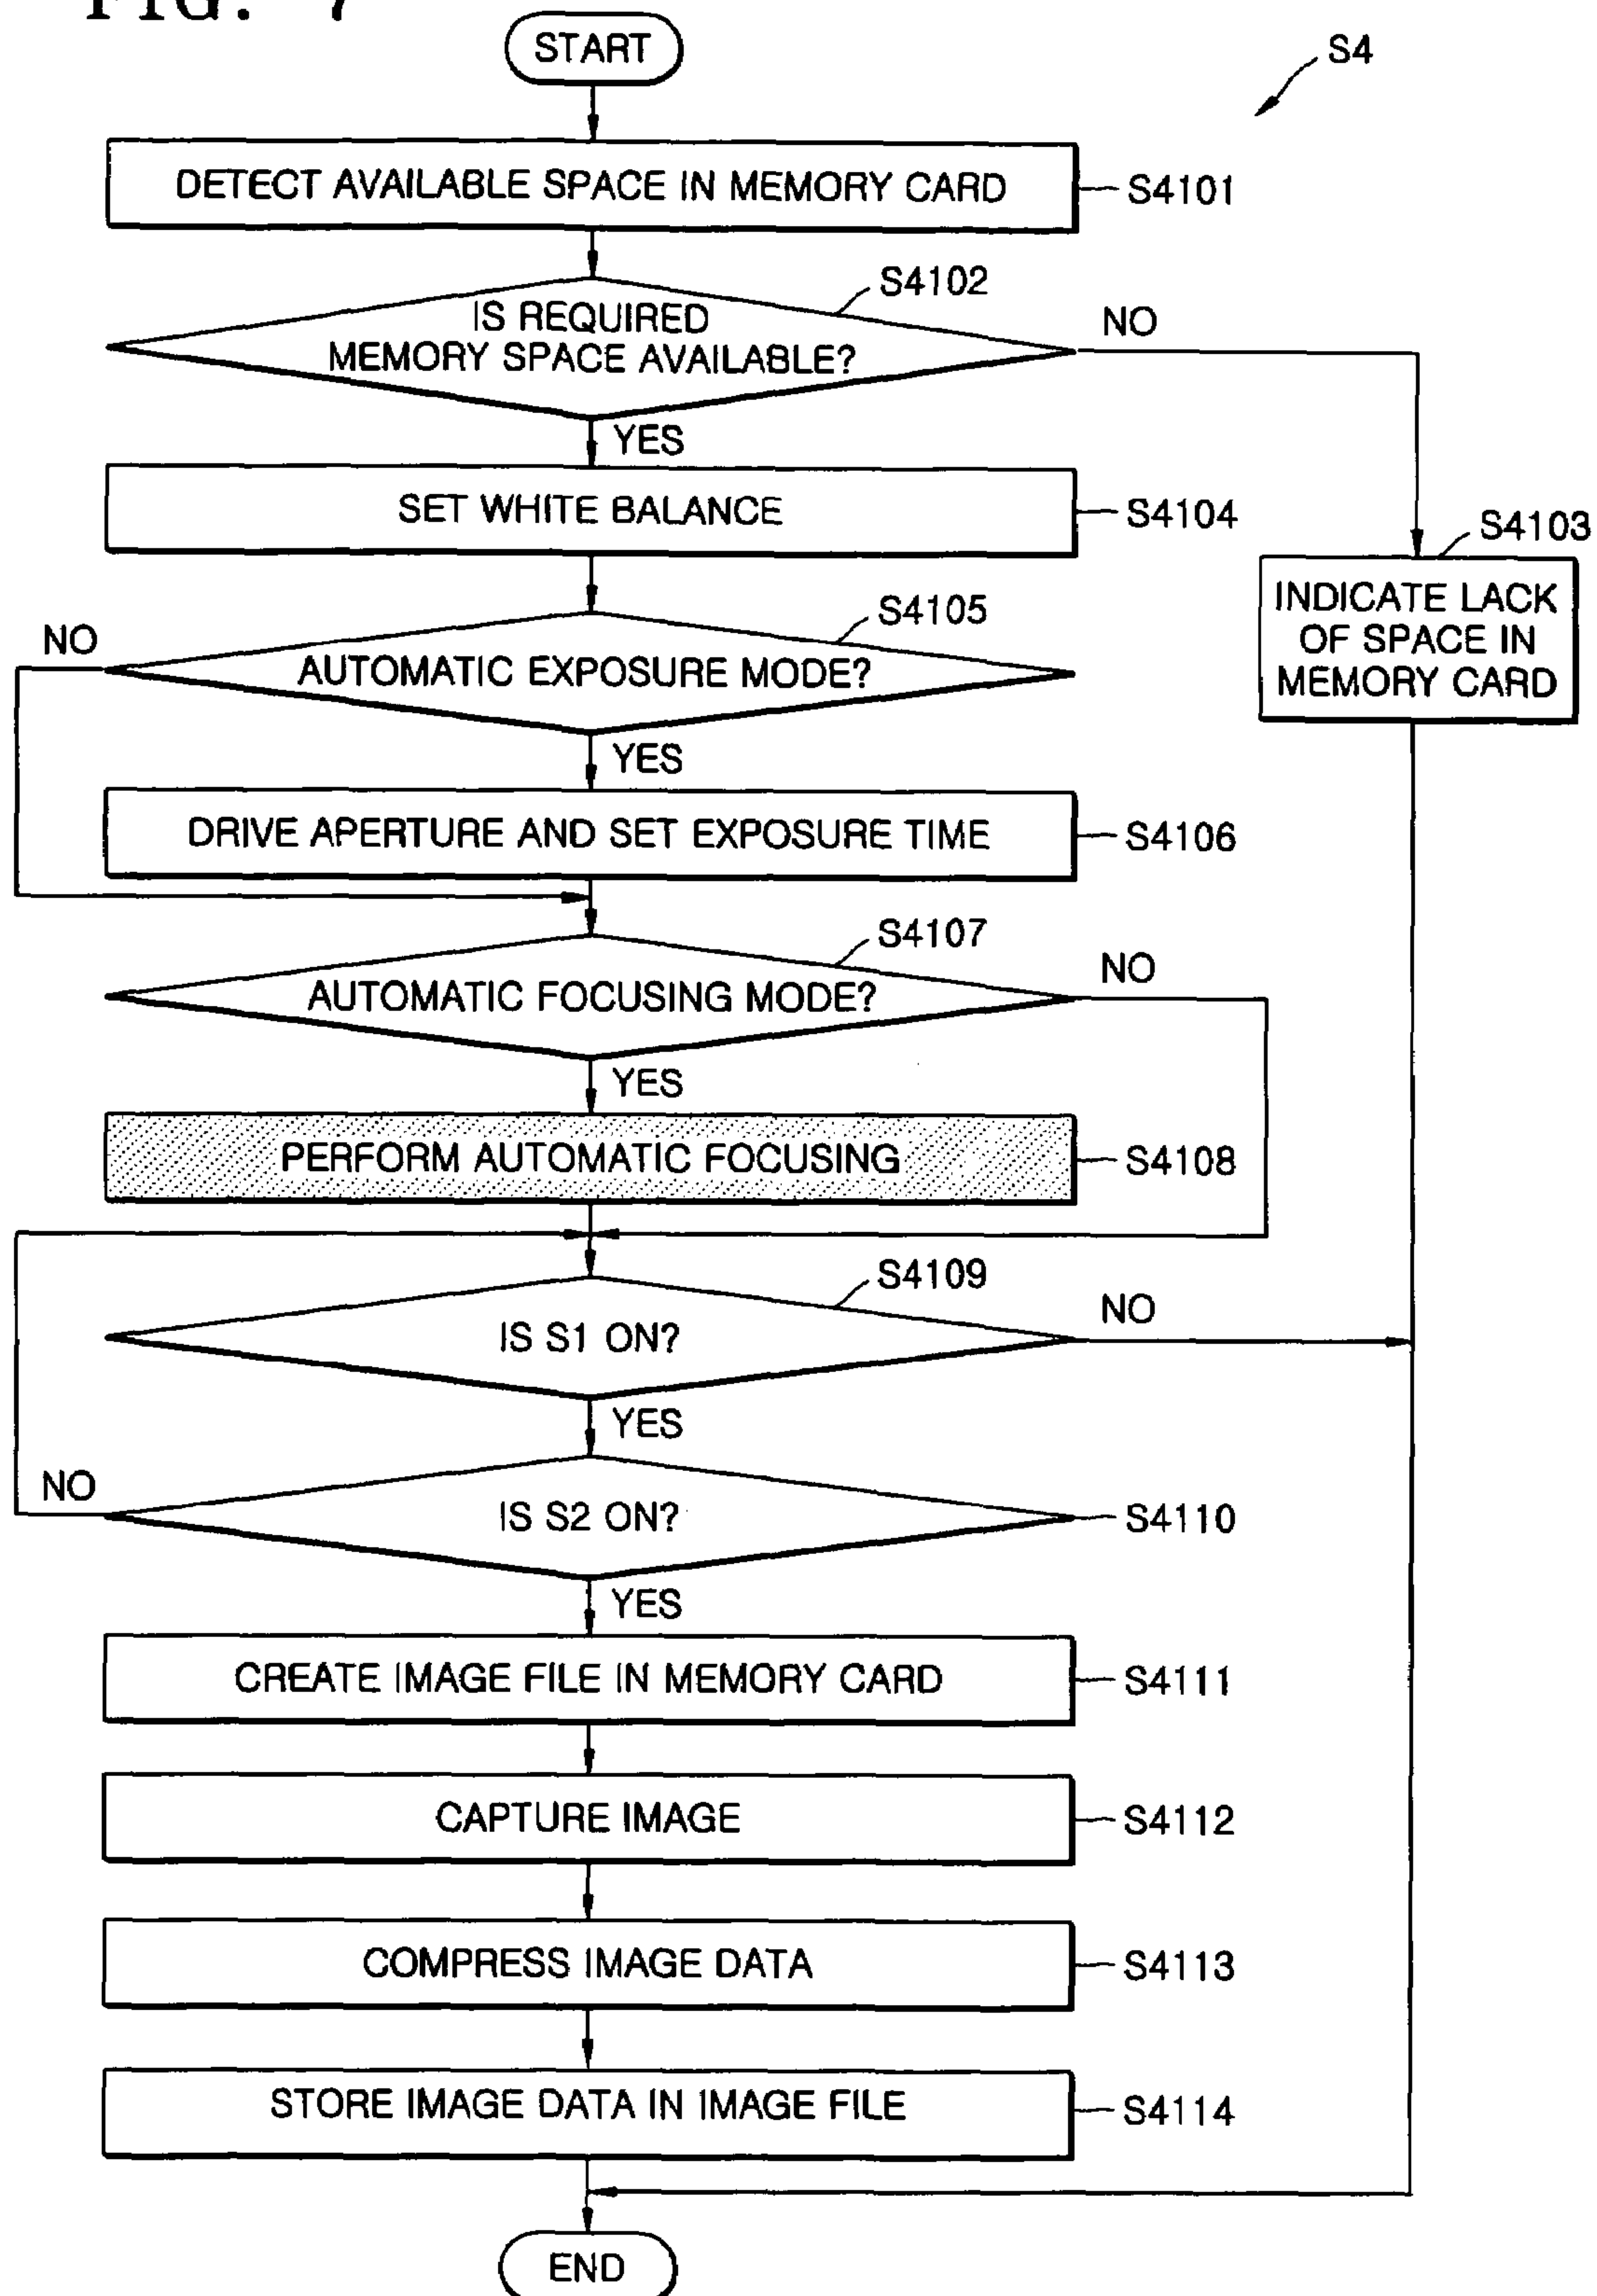 FIG. 7
START
S4
DETECT AVAILABLE SPACE IN MEMORY CARD
S4101
S4102
IS REQUIRED
MEMORY SPACE AVAILABLE?
NO
YES
SET WHITE BALANCE
S4104
S4103
INDICATE LACK
OF SPACE IN
MEMORY CARD
S4105
NO
AUTOMATIC EXPOSURE MODE?
YES
DRIVE APERTURE AND SET EXPOSURE TIME
S4106
S4107
NO
AUTOMATIC FOCUSING MODE?
YES
PERFORM AUTOMATIC FOCUSING
S4108
S4109
NO
IS S1 ON?
YES
NO
IS S2 ON?
S4110
YES
CREATE IMAGE FILE IN MEMORY CARD
S4111
CAPTURE IMAGE
S4112
COMPRESS IMAGE DATA
S4113
STORE IMAGE DATA IN IMAGE FILE
S4114
END